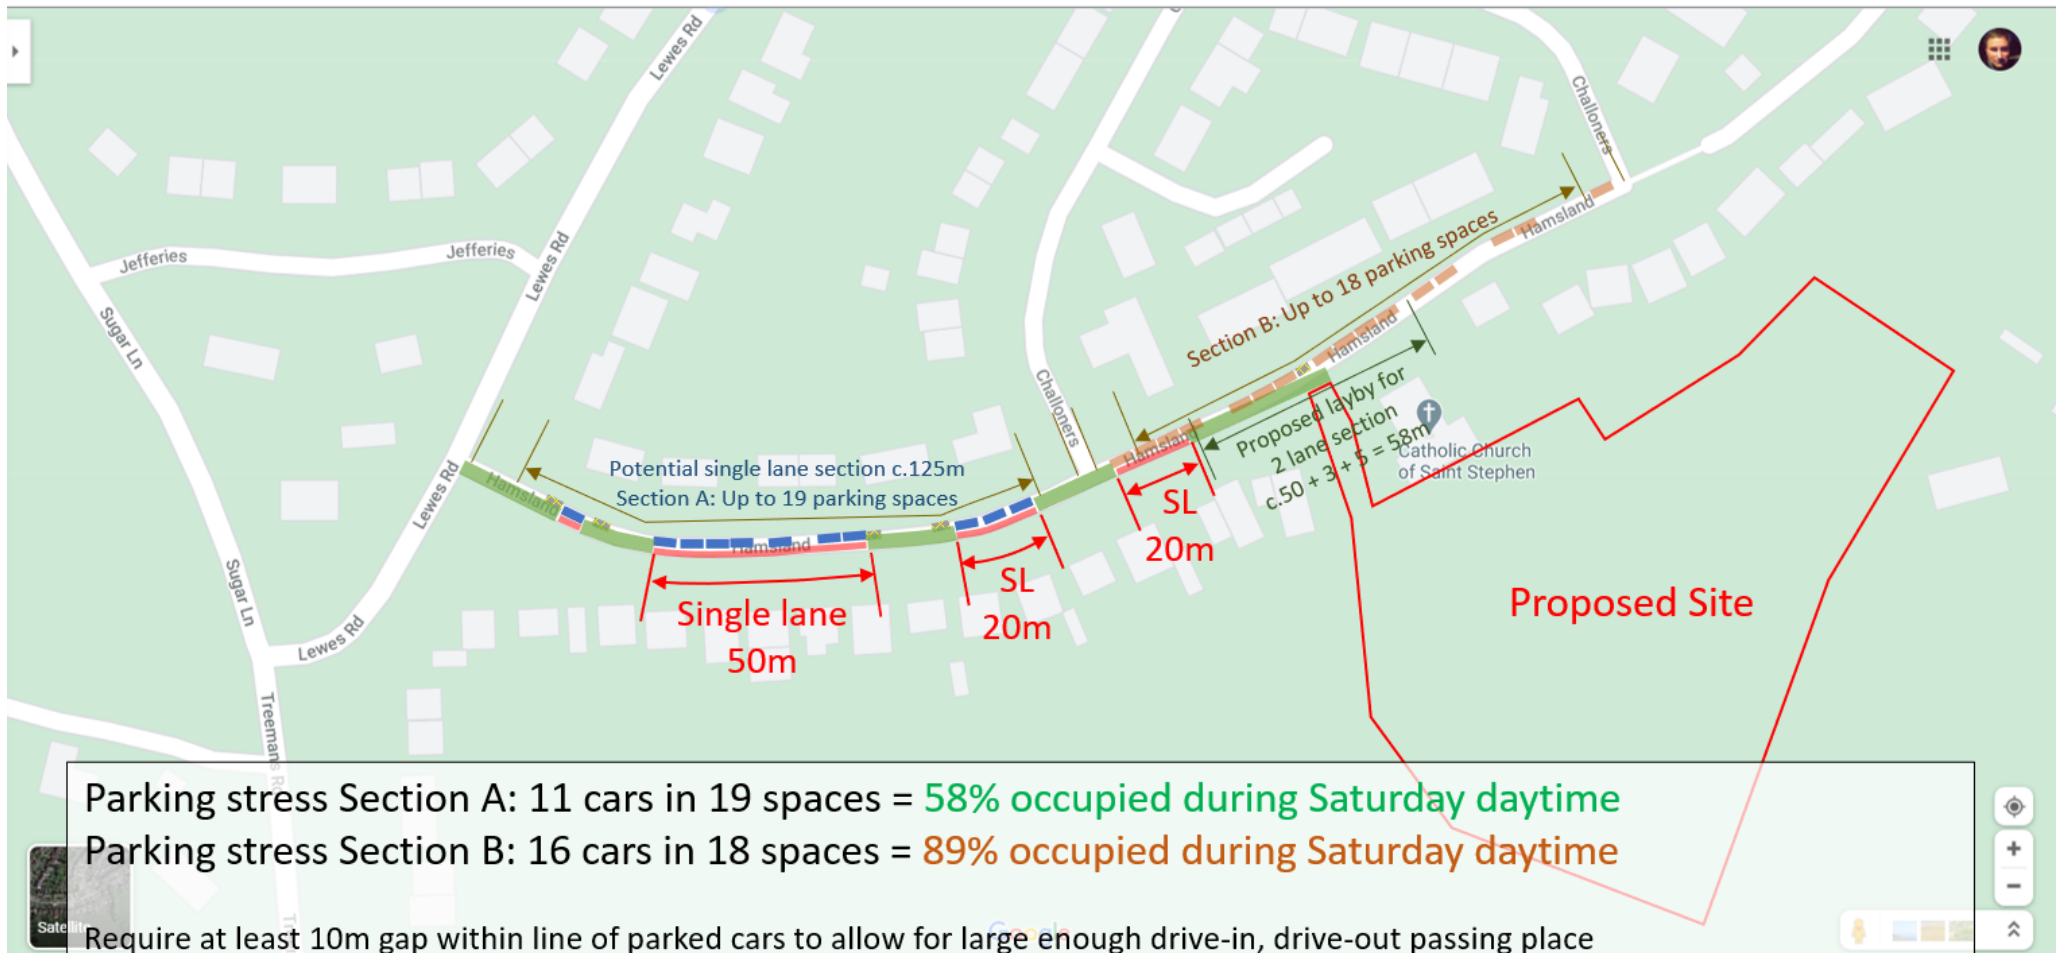 Lewes Rd
Challoners
Jefferies
Jefferies
Lewes Rd
Sugar Ln
Hamsland
Section B: Up to 18 parking spaces
Hamsland
Challoners
Proposed layby for
2 lane section
c.50 + 3 + 5 = 58m
Catholic Church
of Saint Stephen
Hamsland
Potential single lane section c.125m
Section A: Up to 19 parking spaces
Lewes Rd
Hamsland
Hamsland
SL
20m
SL
20m
Single lane
50m
Proposed Site
Sugar Ln
Lewes Rd
Treemans Rd
Parking stress Section A: 11 cars in 19 spaces = 58% occupied during Saturday daytime
Parking stress Section B: 16 cars in 18 spaces = 89% occupied during Saturday daytime
Google
Satellite
Require at least 10m gap within line of parked cars to allow for large enough drive-in, drive-out passing place